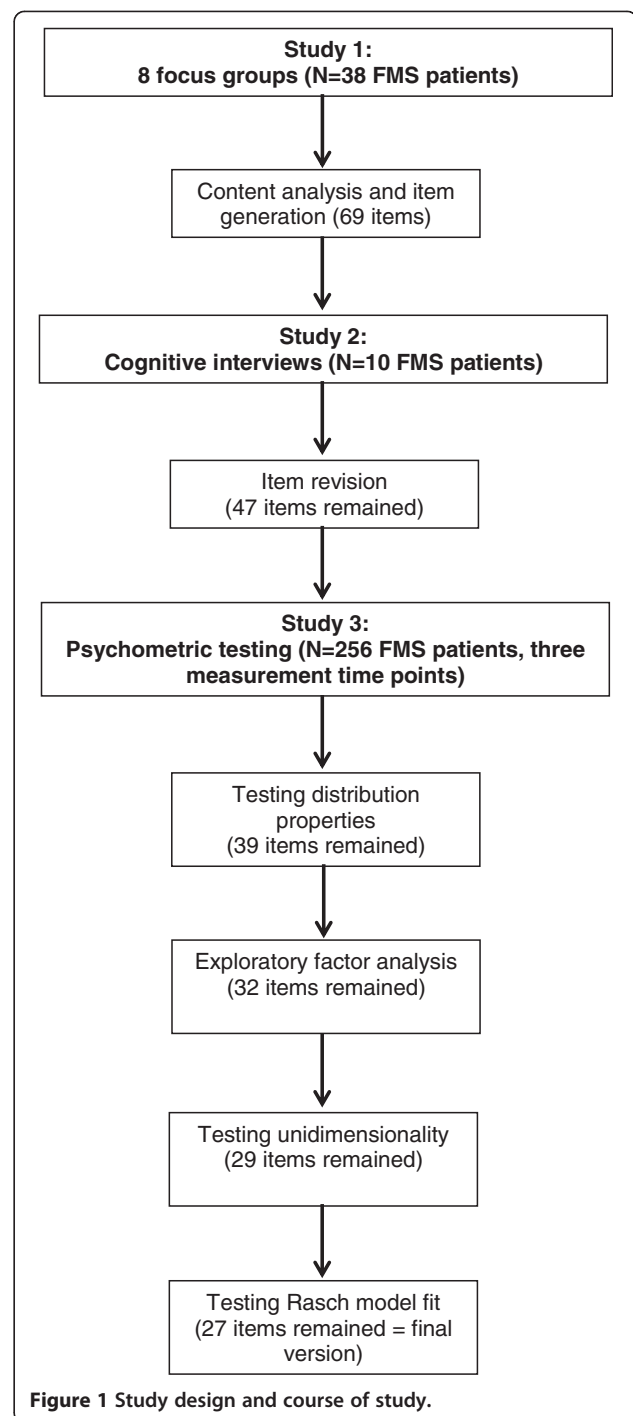 Study 1:
8 focus groups (N=38 FMS patients)
Content analysis and item
generation (69 items)
Study 2:
Cognitive interviews (N=10 FMS patients)
Item revision
(47 items remained)
Study 3:
Psychometric testing (N=256 FMS patients, three
measurement time points)
Testing distribution
properties
(39 items remained)
Exploratory factor analysis
(32 items remained)
Testing unidimensionality
(29 items remained)
Testing Rasch model fit
(27 items remained = final
version)
Figure 1 Study design and course of study.